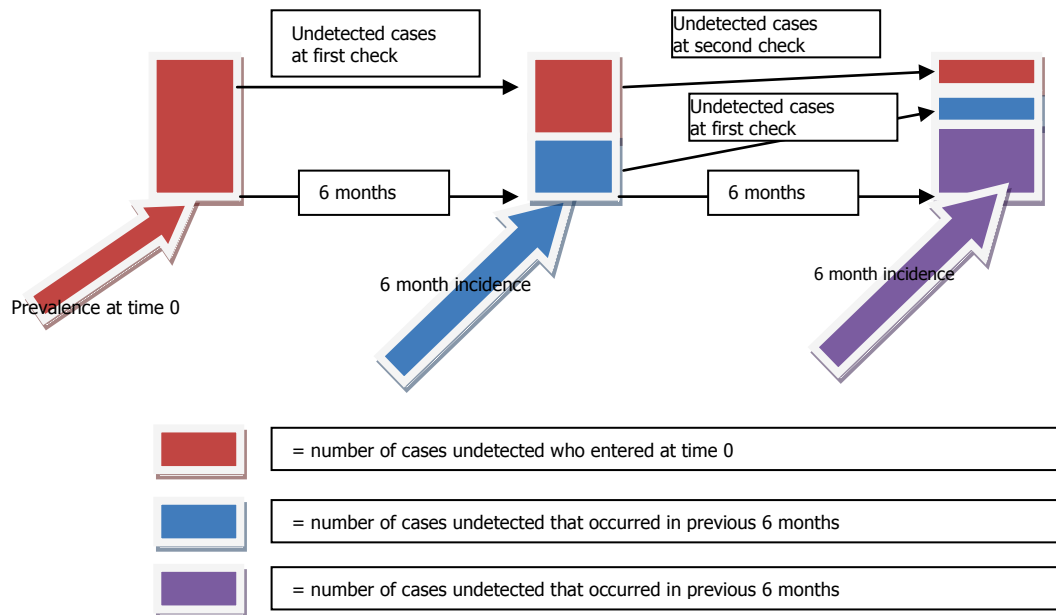 Undetected cases
at first check
Undetected cases
at second check
Undetected cases
at first check
6 months
6 months
Prevalence at time 0
6 month incidence
6 month incidence
= number of cases undetected who entered at time 0
= number of cases undetected that occurred in previous 6 months
= number of cases undetected that occurred in previous 6 months